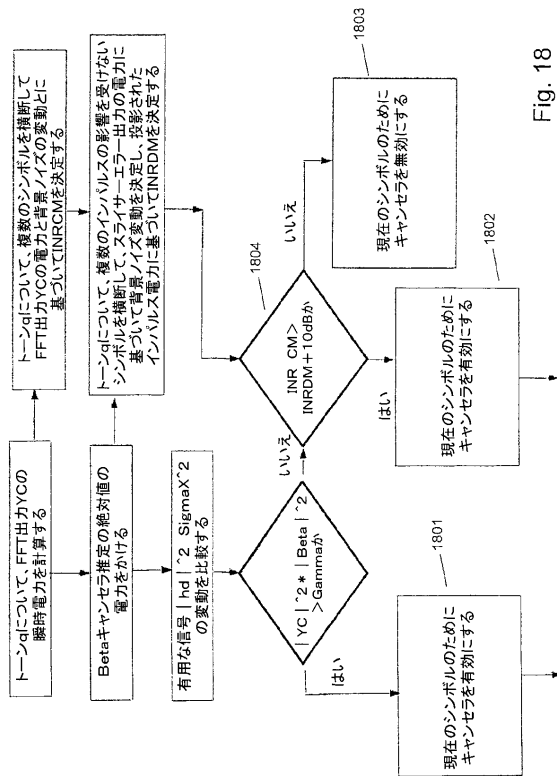 トーンqについて、FFT出力YCの
瞬時電力を計算する
トーンqについて、複数のシンボルを横断して
FFT出力YCの電力と背景ノイズの変動とに
基づいてINRCMを決定する
Betaキャンセラ推定の絶対値の
電力をかける
トーンqについて、複数のインパルスの影響を受けない
シンボルを横断して、スライサーエラー出力の電力に
基づいて背景ノイズ変動を決定し、投影された
インパルス電力に基づいてINRDMを決定する
有用な信号|hd|^2 SigmaX^2
の変動を比較する
|YC|^2*|Beta|^2
>Gammaか
いいえ
はい
1804
INR CM>
INRDM+10dBか
いいえ
はい
1801
現在のシンボルのために
キャンセラを有効にする
1802
現在のシンボルのために
キャンセラを有効にする
1803
現在のシンボルのために
キャンセラを無効にする
Fig. 18